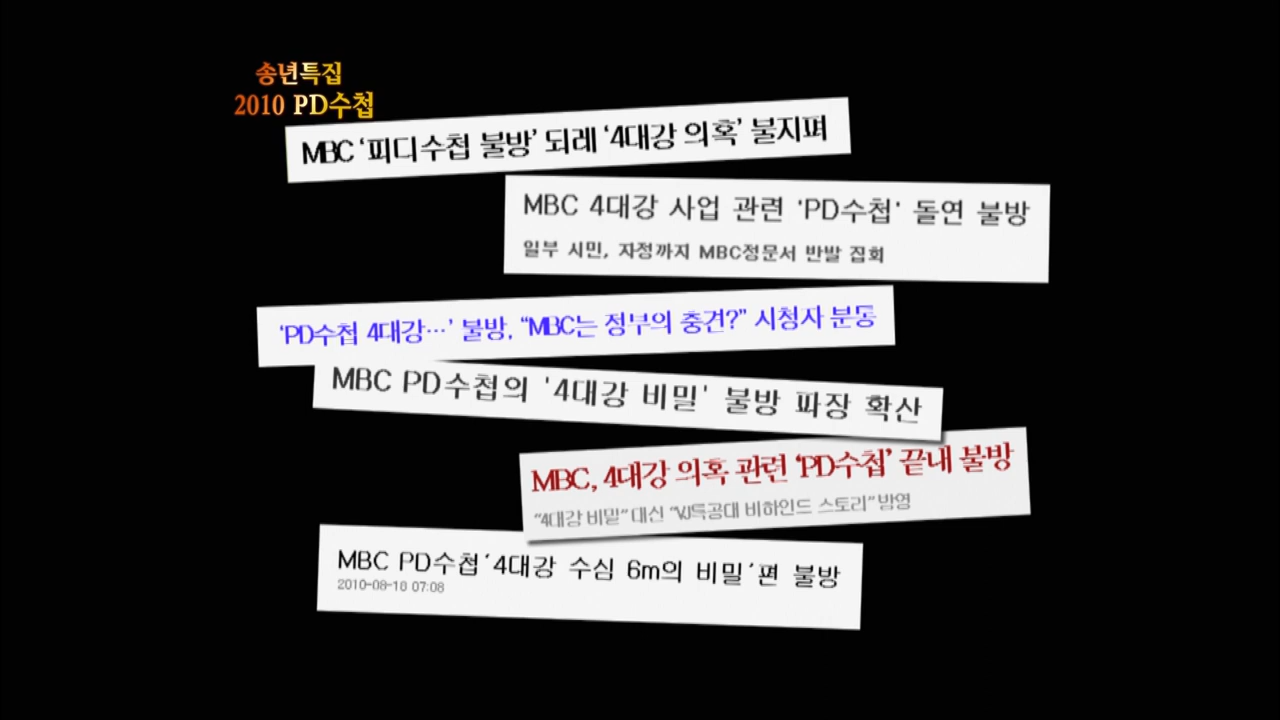 송년특집
2010 PD수첩
MBC ‘피디수첩 불방’ 되레 ‘4대강 의혹’ 불지펴
MBC 4대강 사업 관련 'PD수첩' 돌연 불방
일부 시민, 자정까지 MBC정문서 반발 집회
‘PD수첩 4대강…’ 불방, “MBC는 정부의 충견?” 시청자 분통
MBC PD수첩의 '4대강 비밀' 불방 파장 확산
MBC, 4대강 의혹 관련 ‘PD수첩’ 끝내 불방
“4대강 비밀” 대신 “VJ특공대 비하인드 스토리” 방영
MBC PD수첩´4대강 수심 6m의 비밀´편 불방
2010-08-18 07:08